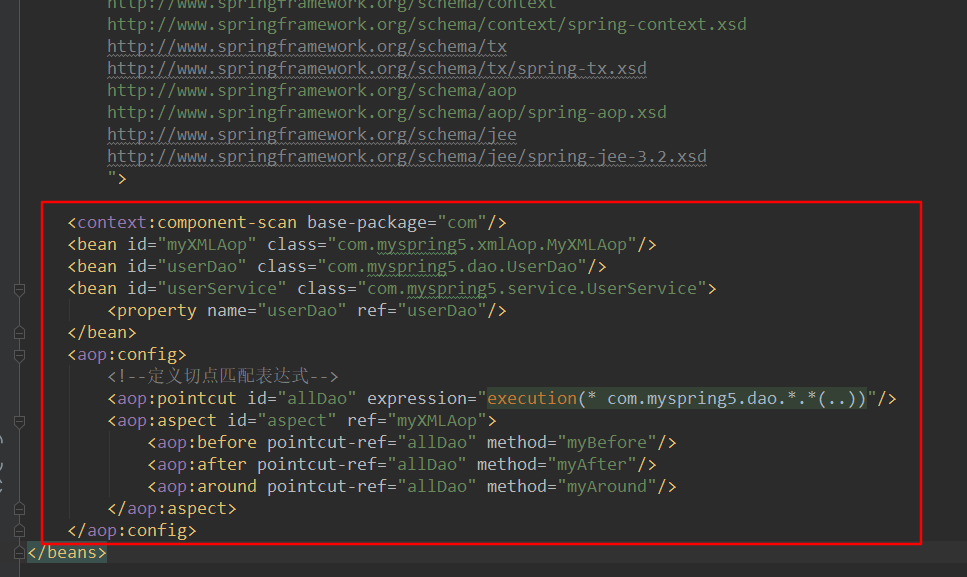 http://www.springframework.org/schema/context
http://www.springframework.org/schema/context/spring-context.xsd
http://www.springframework.org/schema/tx
http://www.springframework.org/schema/tx/spring-tx.xsd
http://www.springframework.org/schema/aop
http://www.springframework.org/schema/aop/spring-aop.xsd
http://www.springframework.org/schema/jee
http://www.springframework.org/schema/jee/spring-jee-3.2.xsd
">
<context:component-scan base-package="com"/>
<bean id="myXMLAop" class="com.myspring5.xmlAop.MyXMLAop"/>
<bean id="userDao" class="com.myspring5.dao.UserDao"/>
<bean id="userService" class="com.myspring5.service.UserService">
<property name="userDao" ref="userDao"/>
</bean>
<aop:config>
<!--定义切点匹配表达式-->
<aop:pointcut id="allDao" expression="execution(* com.myspring5.dao.*.*(..))"/>
<aop:aspect id="aspect" ref="myXMLAop">
<aop:before pointcut-ref="allDao" method="myBefore"/>
<aop:after pointcut-ref="allDao" method="myAfter"/>
<aop:around pointcut-ref="allDao" method="myAround"/>
</aop:aspect>
</aop:config>
</beans>